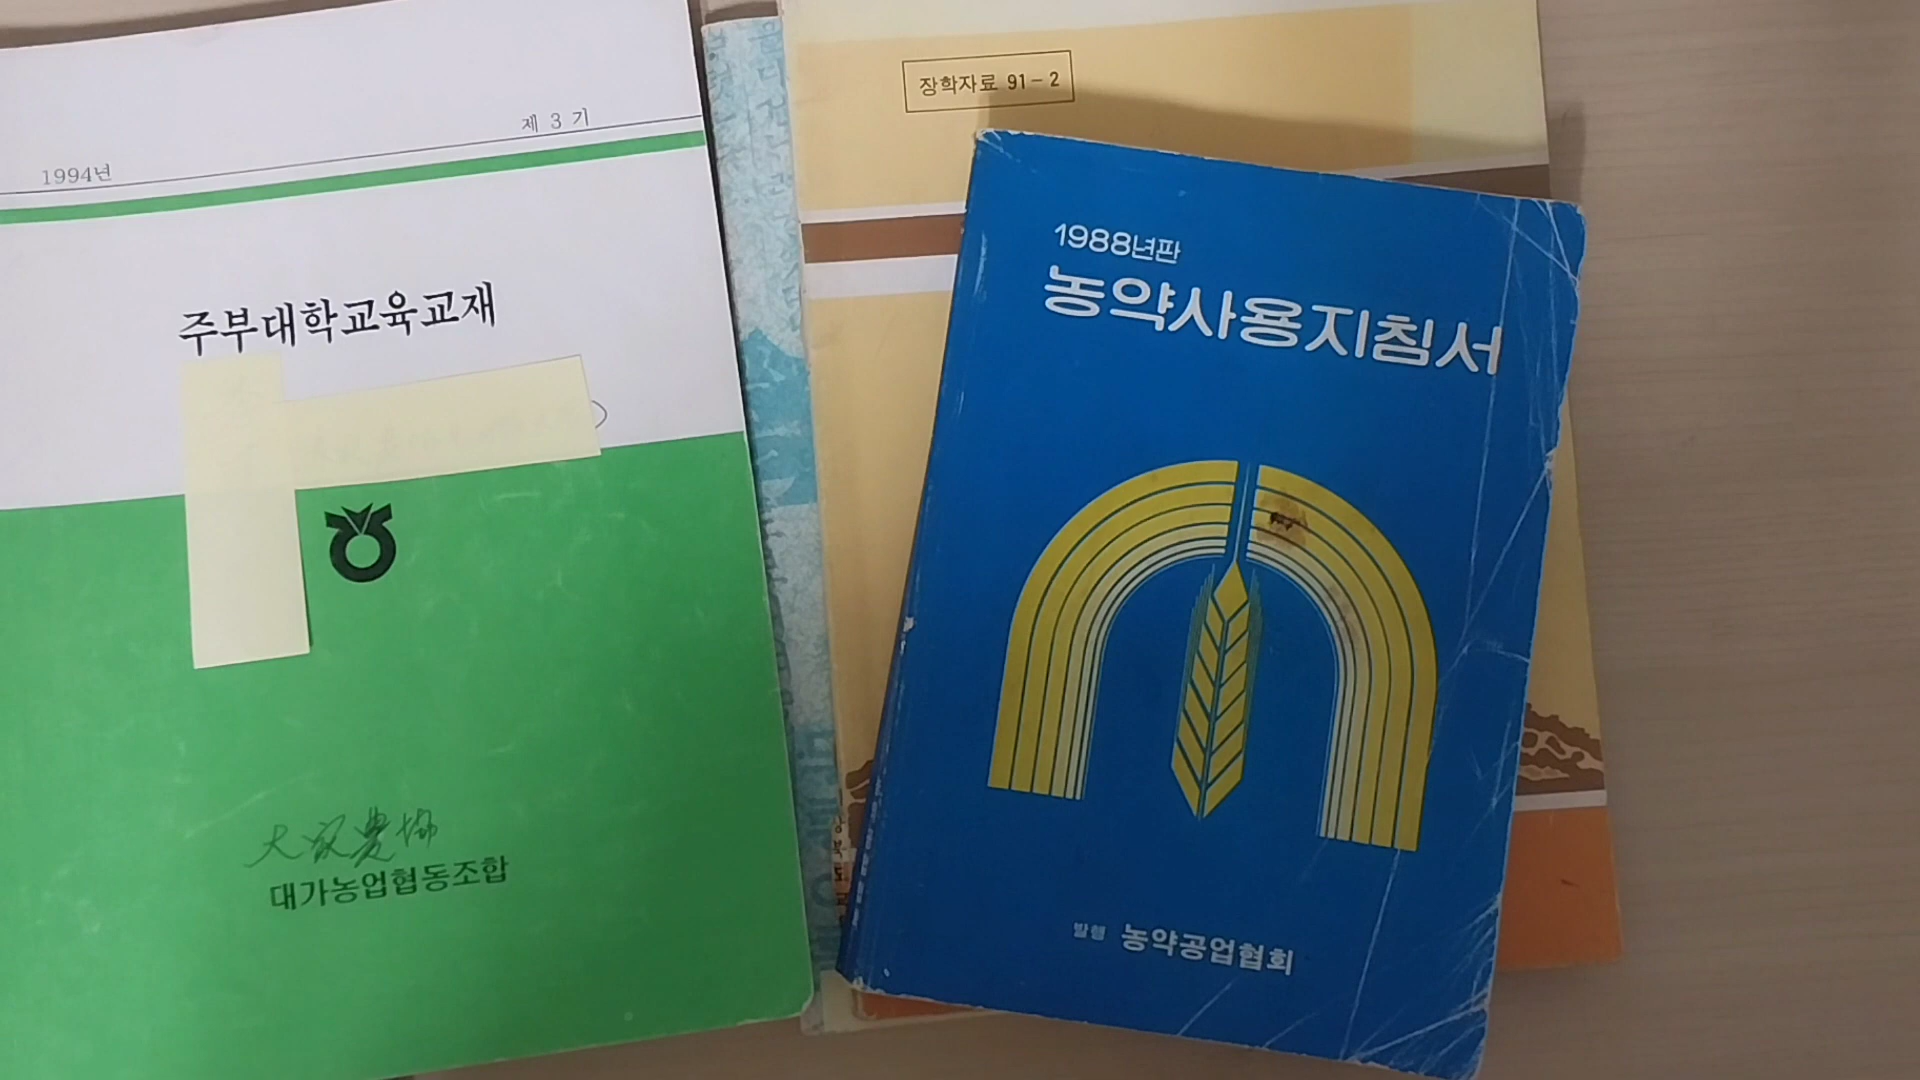 1994년
제 3 기
주부대학교육교재
大家農協
대가농업협동조합
장학자료 91-2
1988년판
농약사용지침서
발행 농약공업협회